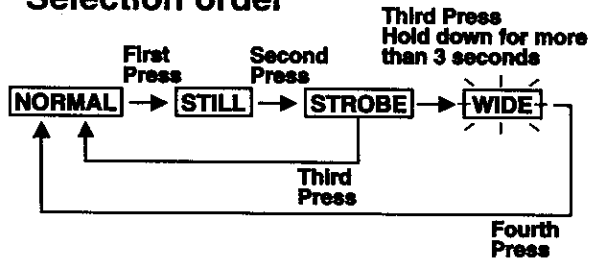 Selection order
Third Press
Hold down for more
than 3 seconds
First
Press
Second
Press
NORMAL
STILL
STROBE
WIDE
Third
Press
Fourth
Press